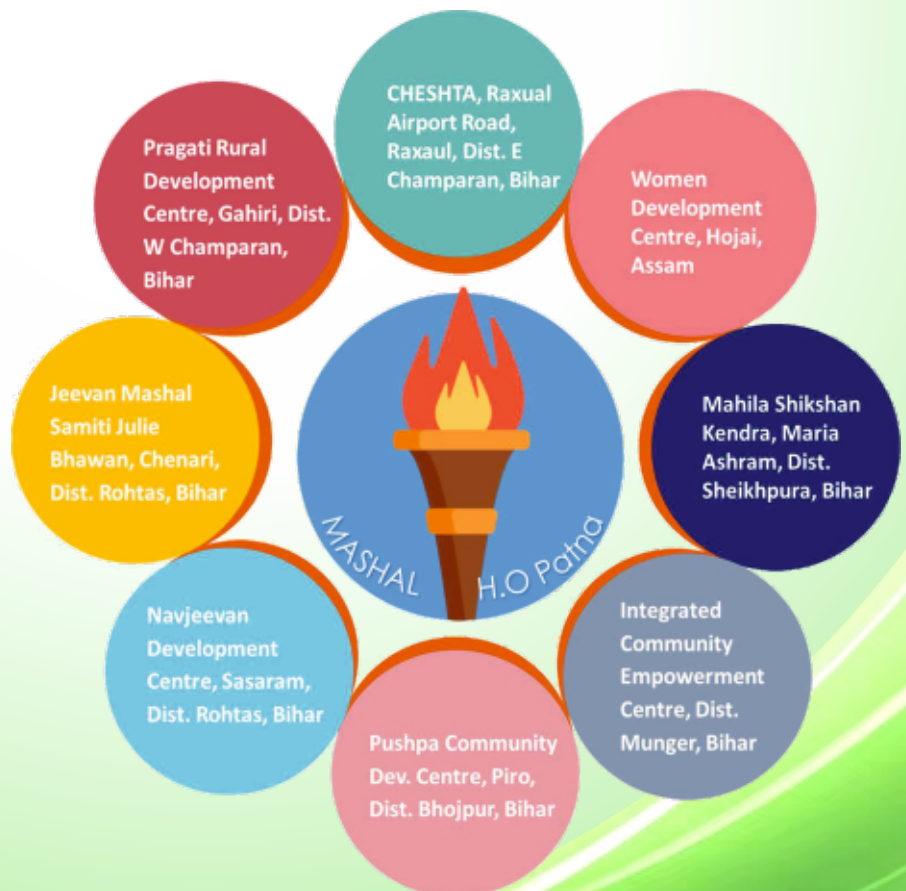 CHESHTA, Raxual
Airport Road,
Raxaul, Dist. E
Champaran, Bihar
Women
Development
Centre, Hojai,
Assam
Mahila Shikshan
Kendra, Maria
Ashram, Dist.
Sheikhpura, Bihar
Integrated
Community
Empowerment
Centre, Dist.
Munger, Bihar
Pushpa Community
Dev. Centre, Piro,
Dist. Bhojpur, Bihar
Navjeevan
Development
Centre, Sasaram,
Dist. Rohtas, Bihar
Jeevan Mashal
Samiti Julie
Bhawan, Chenari,
Dist. Rohtas, Bihar
Pragati Rural
Development
Centre, Gahiri, Dist.
W Champaran,
Bihar
MASHAL H.O Patna